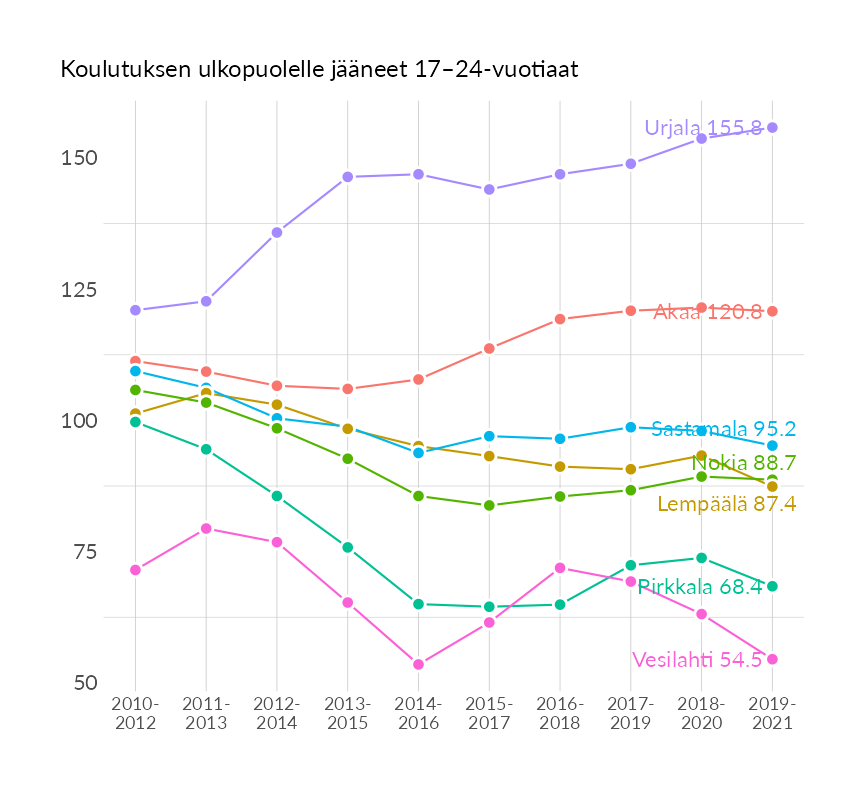 Koulutuksen ulkopuolelle jääneet 17–24-vuotiaat
Urjala 155.8
150
125
Akaa 120.8
100
Sastamala 95.2
Nokia 88.7
Lempäälä 87.4
75
Pirkkala 68.4
Vesilahti 54.5
50
2010- 2011- 2012- 2013- 2014- 2015- 2016- 2017- 2018- 2019-
2012 2013 2014 2015 2016 2017 2018 2019 2020 2021